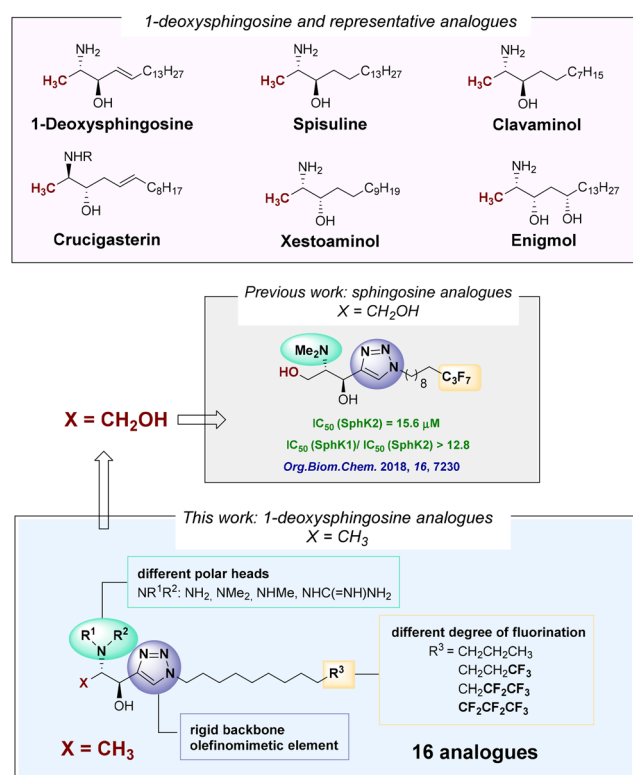 1-deoxysphingosine and representative analogues
NH₂
H₃C
C₁₃H₂₇
OH
1-Deoxysphingosine
NH₂
H₃C
C₁₃H₂₇
OH
Spisuline
NH₂
H₃C
C₇H₁₅
OH
Clavaminol
NHR
H₃C
C₈H₁₇
OH
Crucigasterin
NH₂
H₃C
C₉H₁₉
OH
Xestoaminol
NH₂
H₃C
C₁₃H₂₇
OH OH
Enigmol
Previous work: sphingosine analogues
X = CH₂OH
Me₂N
N=N
HO
N
OH
( )₈
C₃F₇
IC₅₀ (SphK2) = 15.6 μM
IC₅₀ (SphK1)/ IC₅₀ (SphK2) > 12.8
Org.Biom.Chem. 2018, 16, 7230
X = CH₂OH
This work: 1-deoxysphingosine analogues
X = CH₃
different polar heads
NR¹R²: NH₂, NMe₂, NHMe, NHC(=NH)NH₂
different degree of fluorination
R³ = CH₂CH₂CH₃
CH₂CH₂CF₃
CH₂CF₂CF₃
CF₂CF₂CF₃
R¹ R²
N
N=N
N
X
OH
R³
rigid backbone
olefinomimetic element
X = CH₃
16 analogues